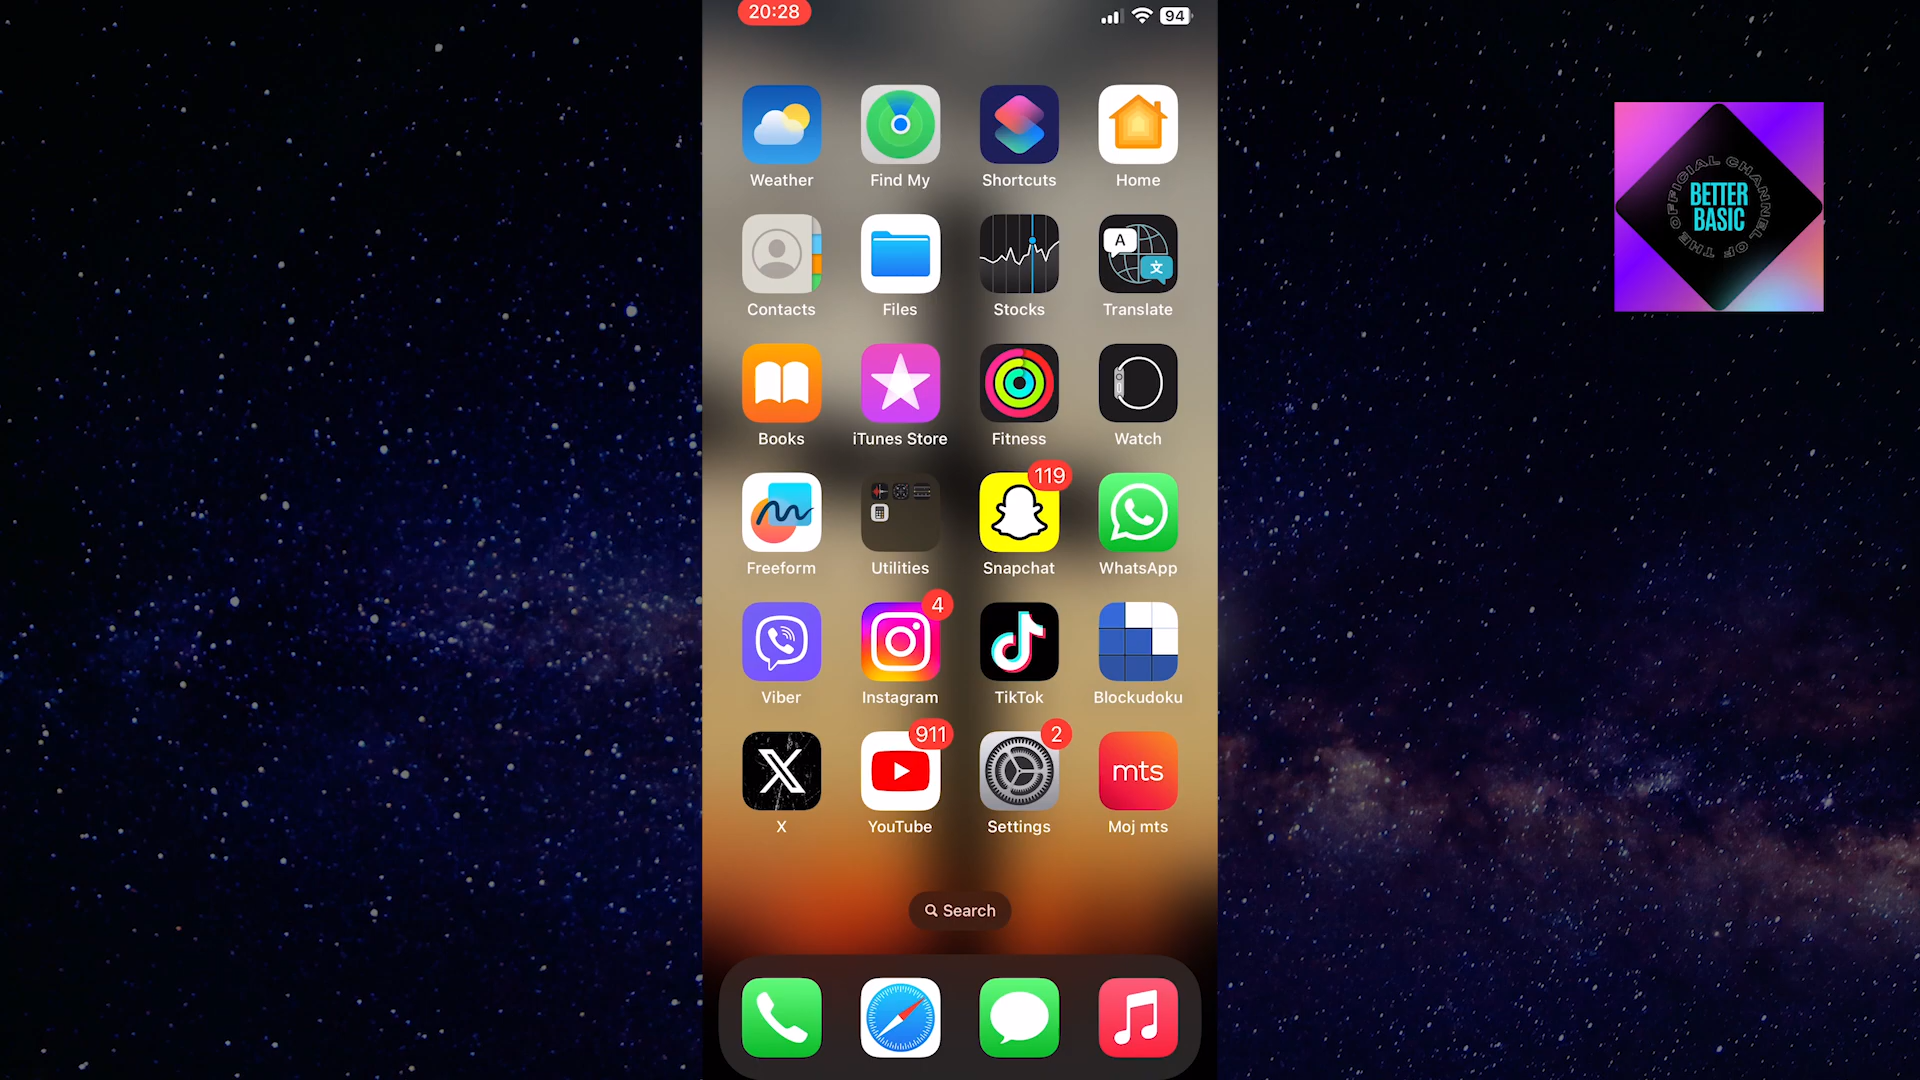 20:28
94
Weather
Find My
Shortcuts
Home
A
文
Contacts
Files
Stocks
Translate
Books
iTunes Store
Fitness
Watch
119
Freeform
Utilities
Snapchat
WhatsApp
4
Viber
Instagram
TikTok
Blockudoku
911
2
mts
X
YouTube
Settings
Moj mts
Search
OFFICIAL CHANNEL OF THE
BETTER
BASIC